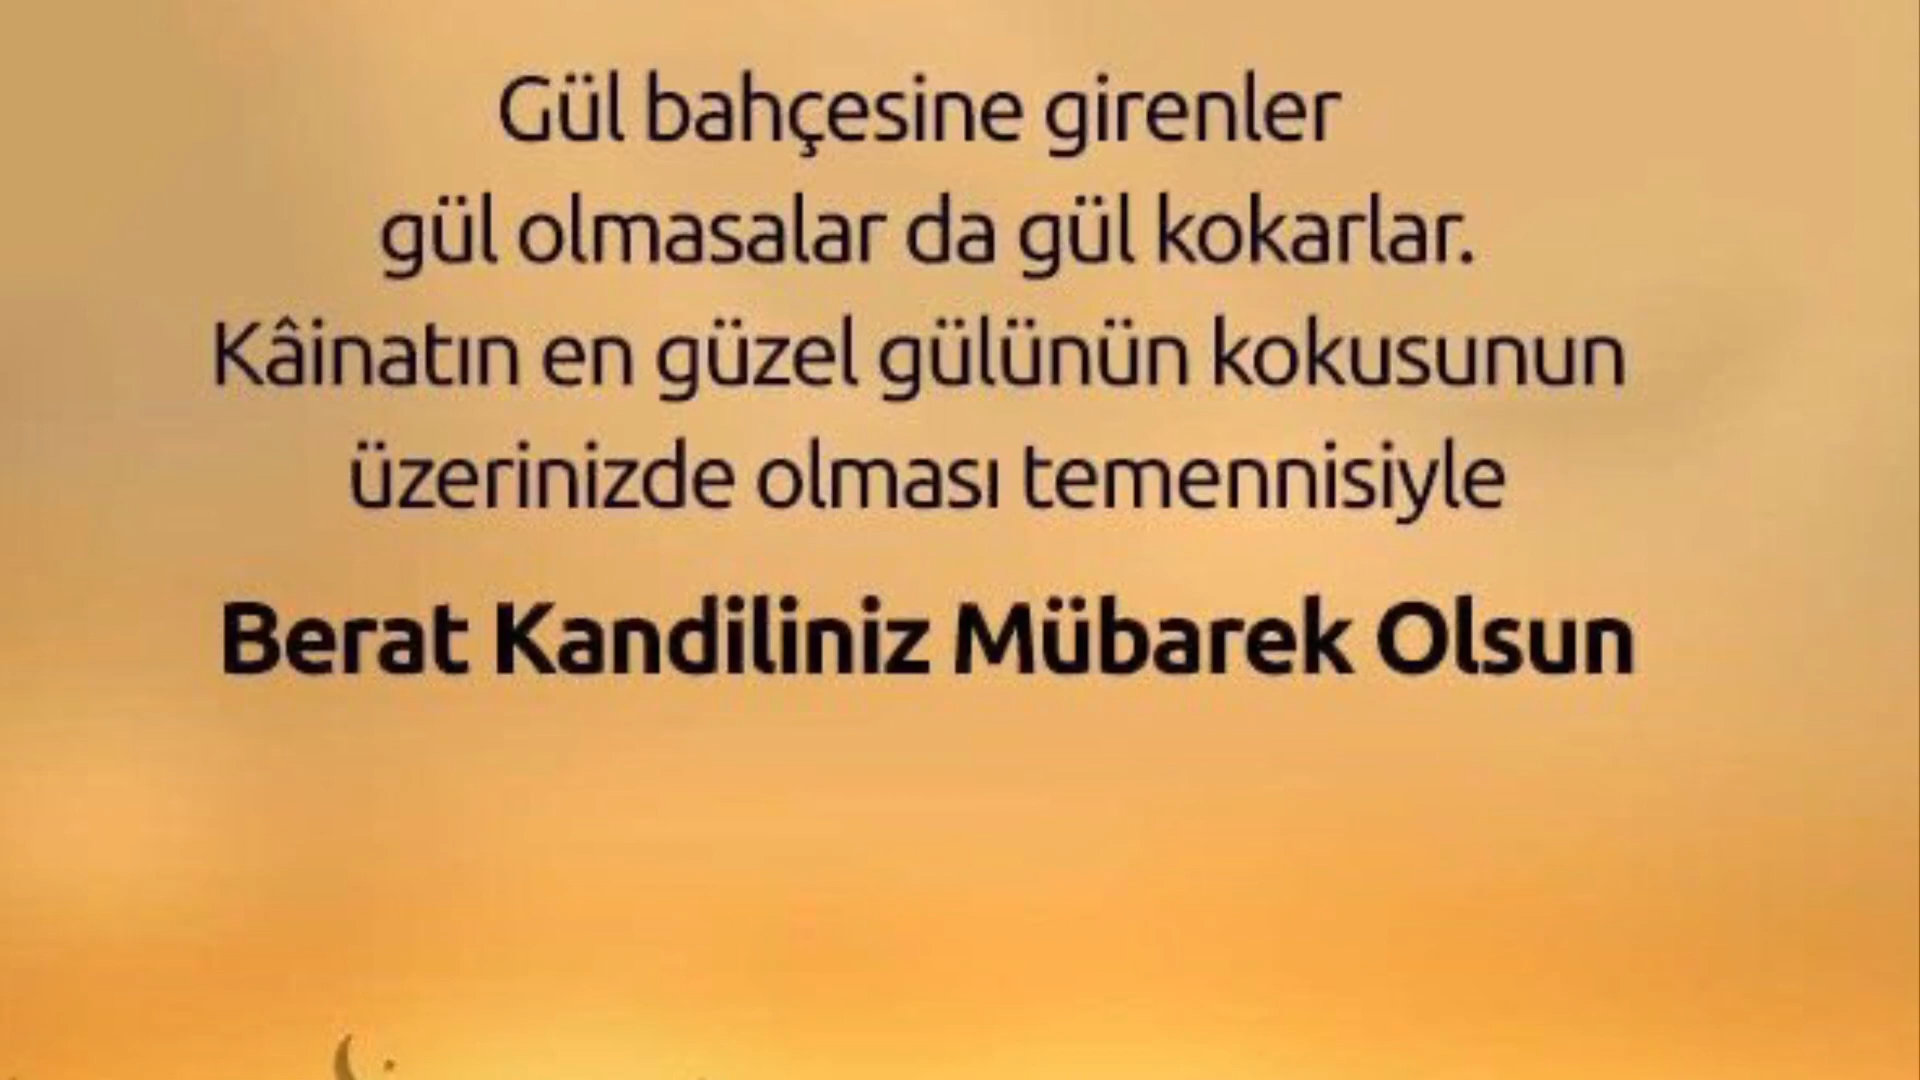 Gül bahçesine girenler
gül olmasalar da gül kokarlar.
Kâinatın en güzel gülünün kokusunun
üzerinizde olması temennisiyle
Berat Kandiliniz Mübarek Olsun